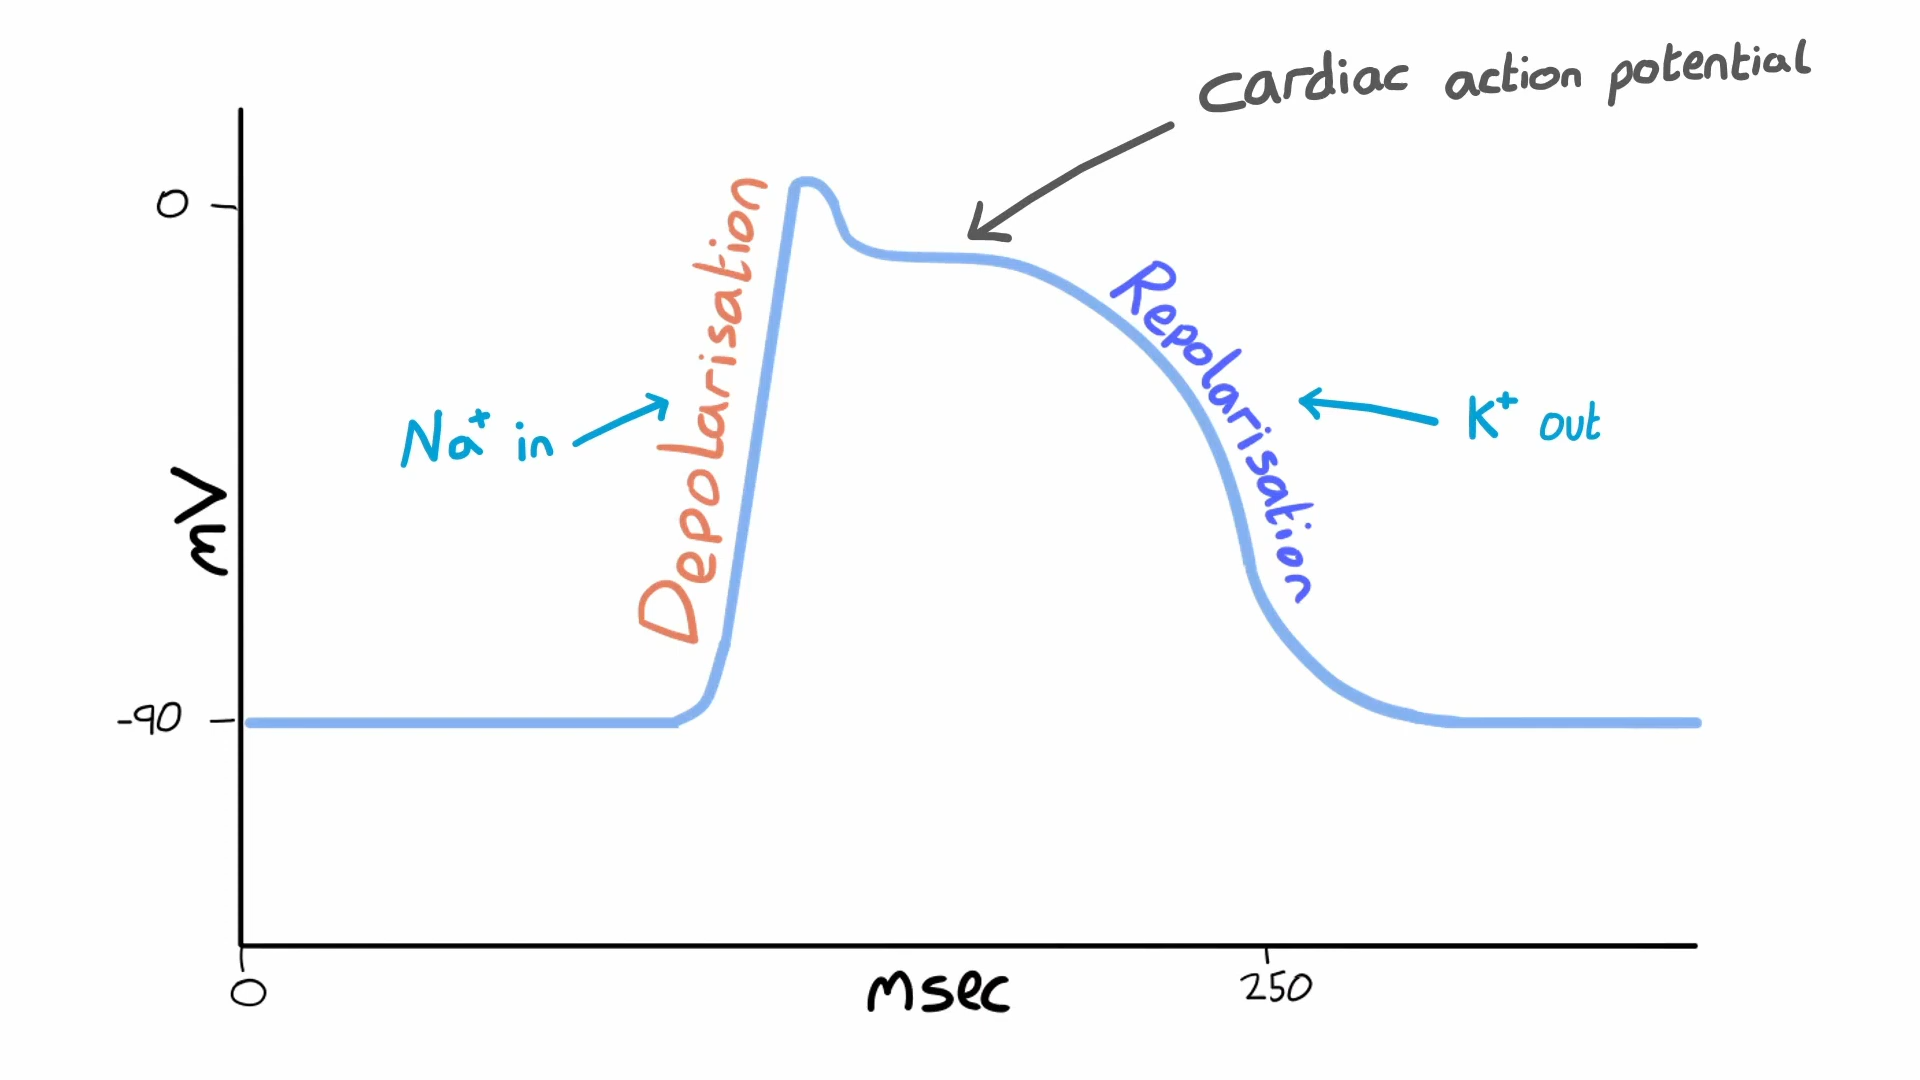 Cardiac action potential
0
Depolarisation
Repolarisation
Na+ in
K+ out
mV
-90
0
msec
250